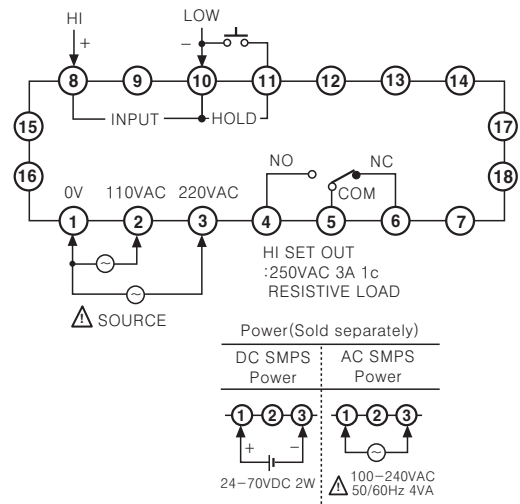 HI
LOW
+
−
8 9 10 11 12 13 14
INPUT
HOLD
15
17
16
18
0V 110VAC 220VAC
NO
NC
COM
1 2 3 4 5 6 7
HI SET OUT
:250VAC 3A 1c
RESISTIVE LOAD
SOURCE
Power(Sold separately)
DC SMPS
Power
AC SMPS
Power
1 2 3
1 2 3
+ −
24-70VDC 2W
100-240VAC
50/60Hz 4VA